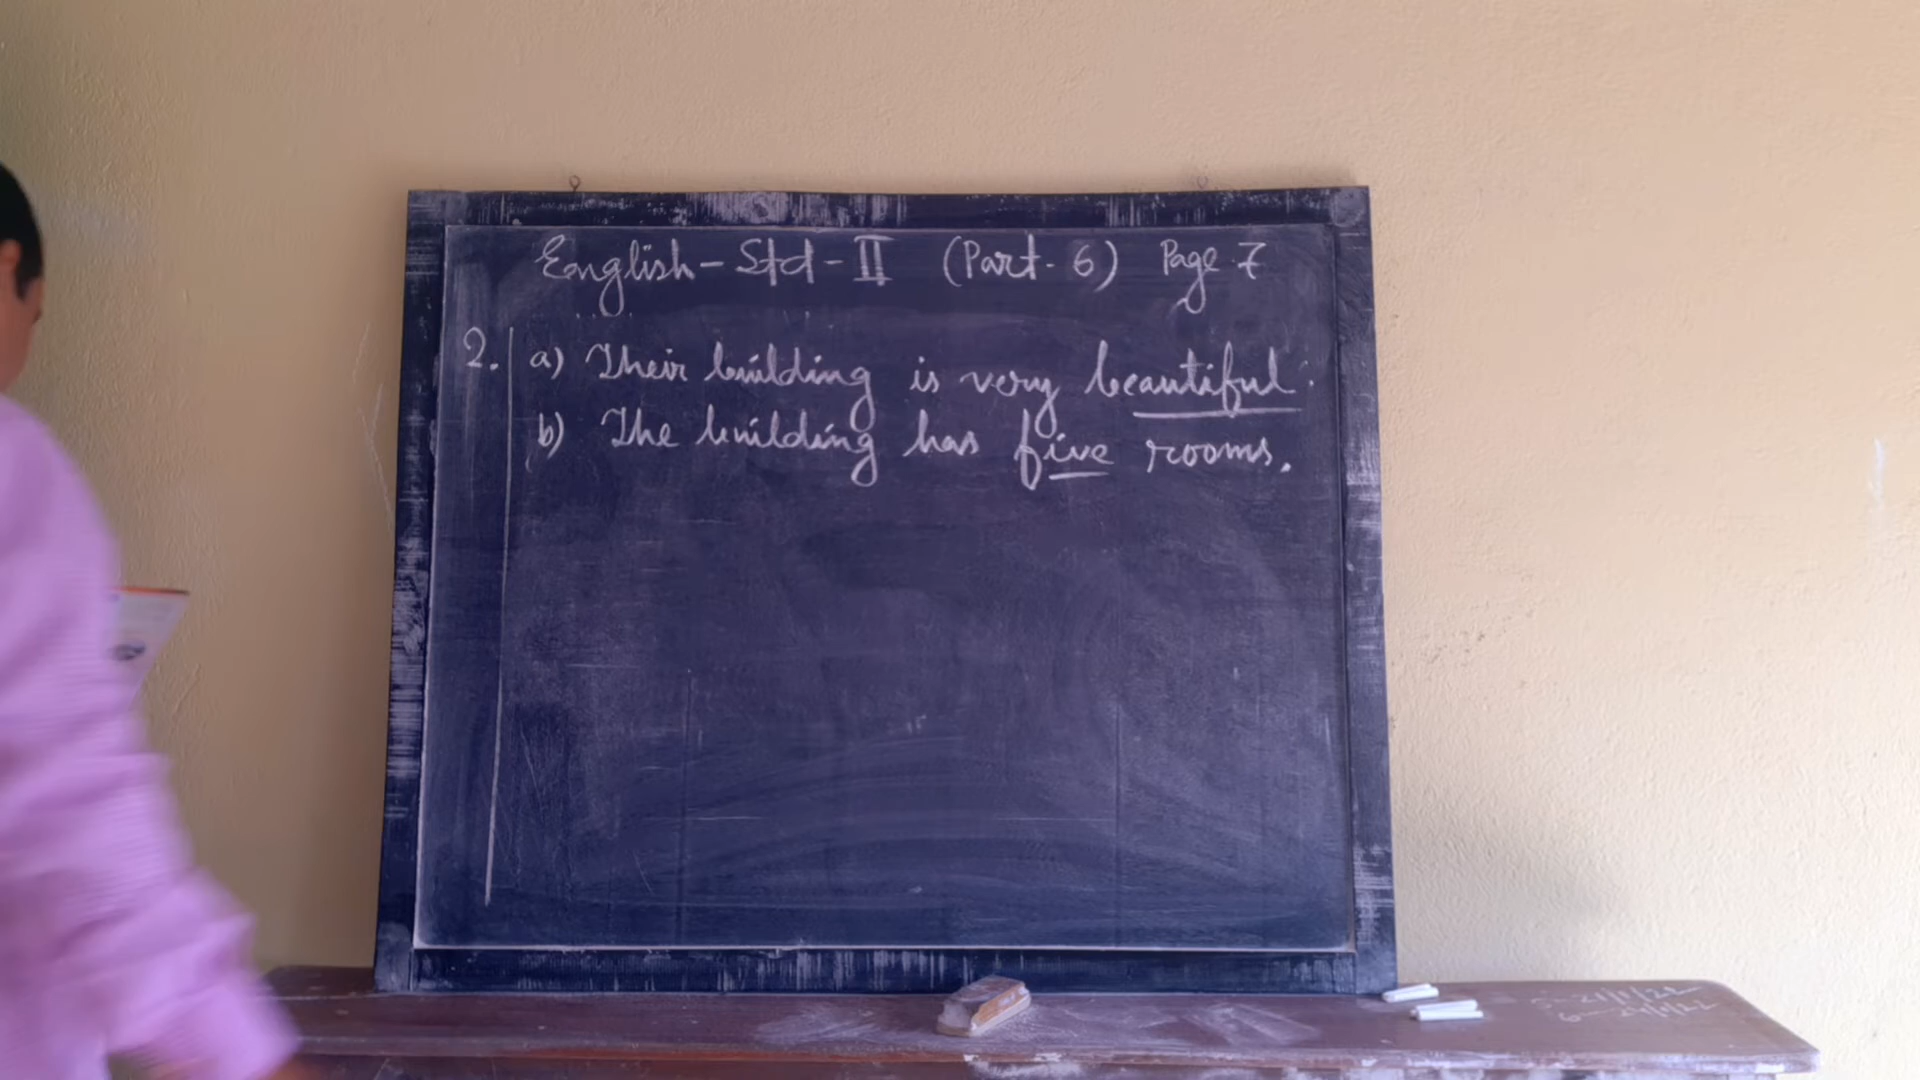 English - Std - II (Part- 6) Page 7
2. a) Their building is very beautiful.
b) The building has five rooms.